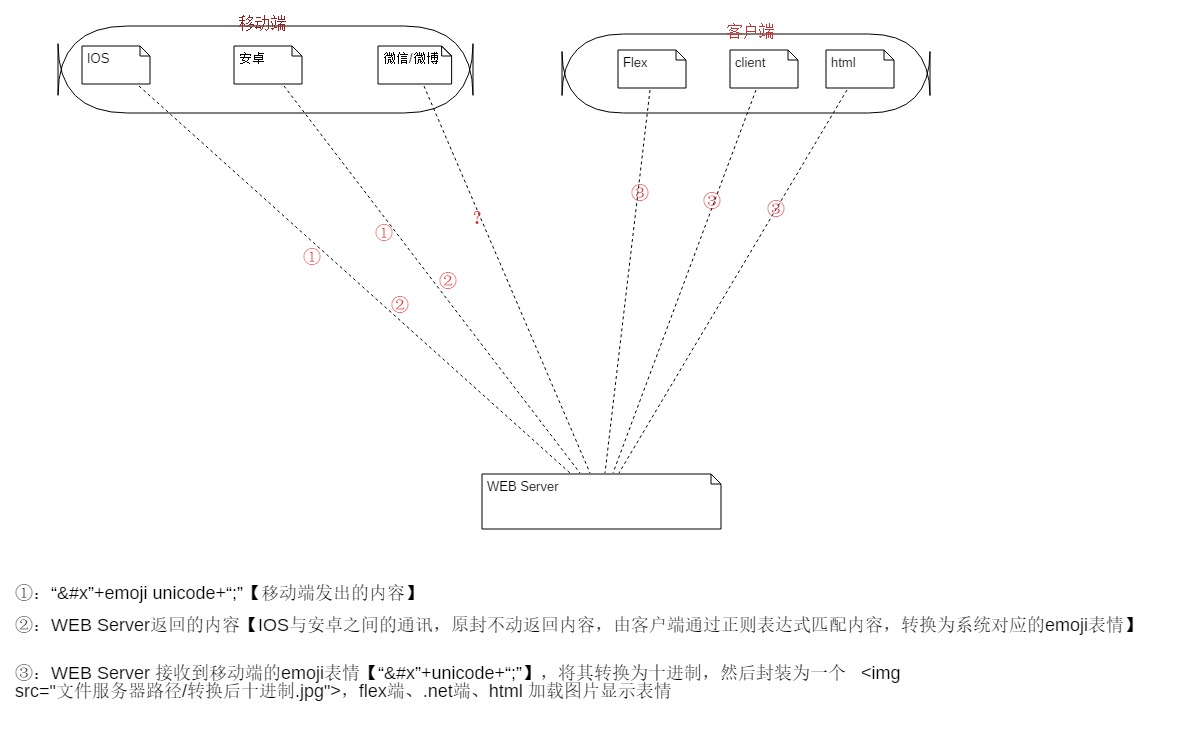 移动端
客户端
IOS
安卓
微信/微博
Flex
client
html
③
③
③
?
①
①
②
②
WEB Server
①：“&#x”+emoji unicode+“;”【移动端发出的内容】
②：WEB Server返回的内容【IOS与安卓之间的通讯，原封不动返回内容，由客户端通过正则表达式匹配内容，转换为系统对应的emoji表情】
③：WEB Server 接收到移动端的emoji表情【“&#x”+unicode+“;”】，将其转换为十进制，然后封装为一个 <img
src="文件服务器路径/转换后十进制.jpg">，flex端、.net端、html 加载图片显示表情